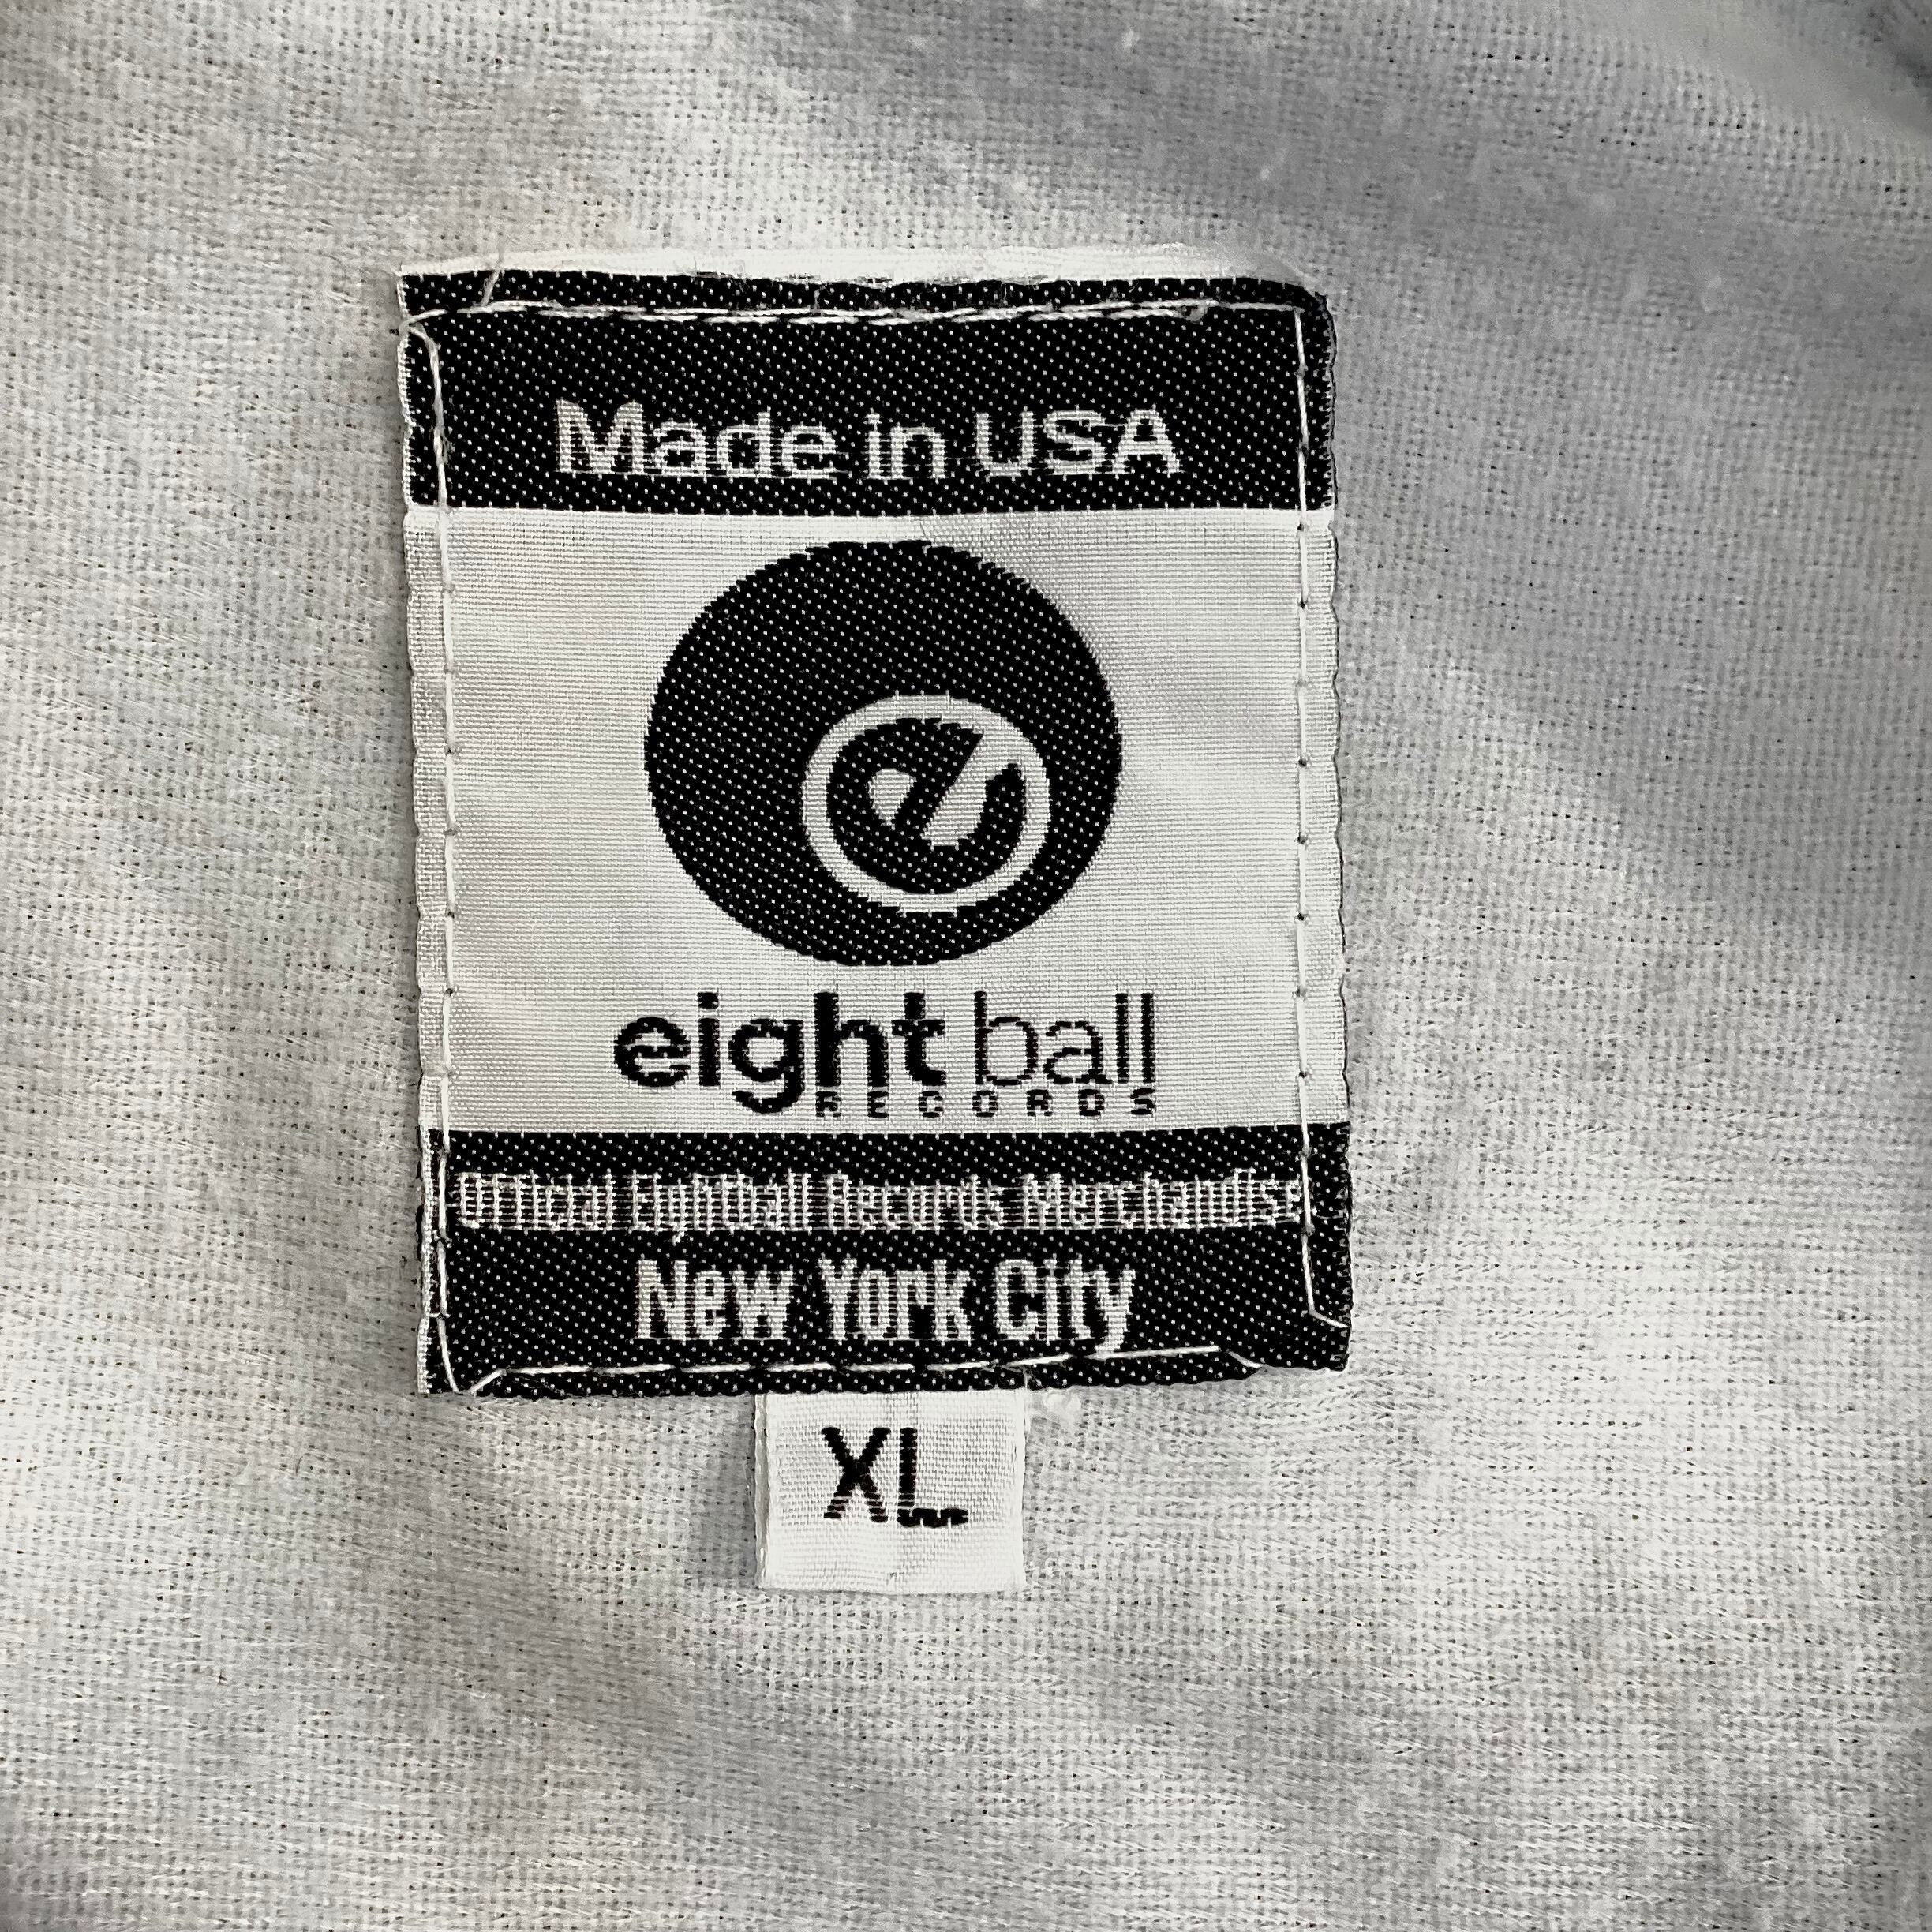 Made in USA
e
eight ball
RECORDS
Official Eightball Records Merchandise
New York City
XL